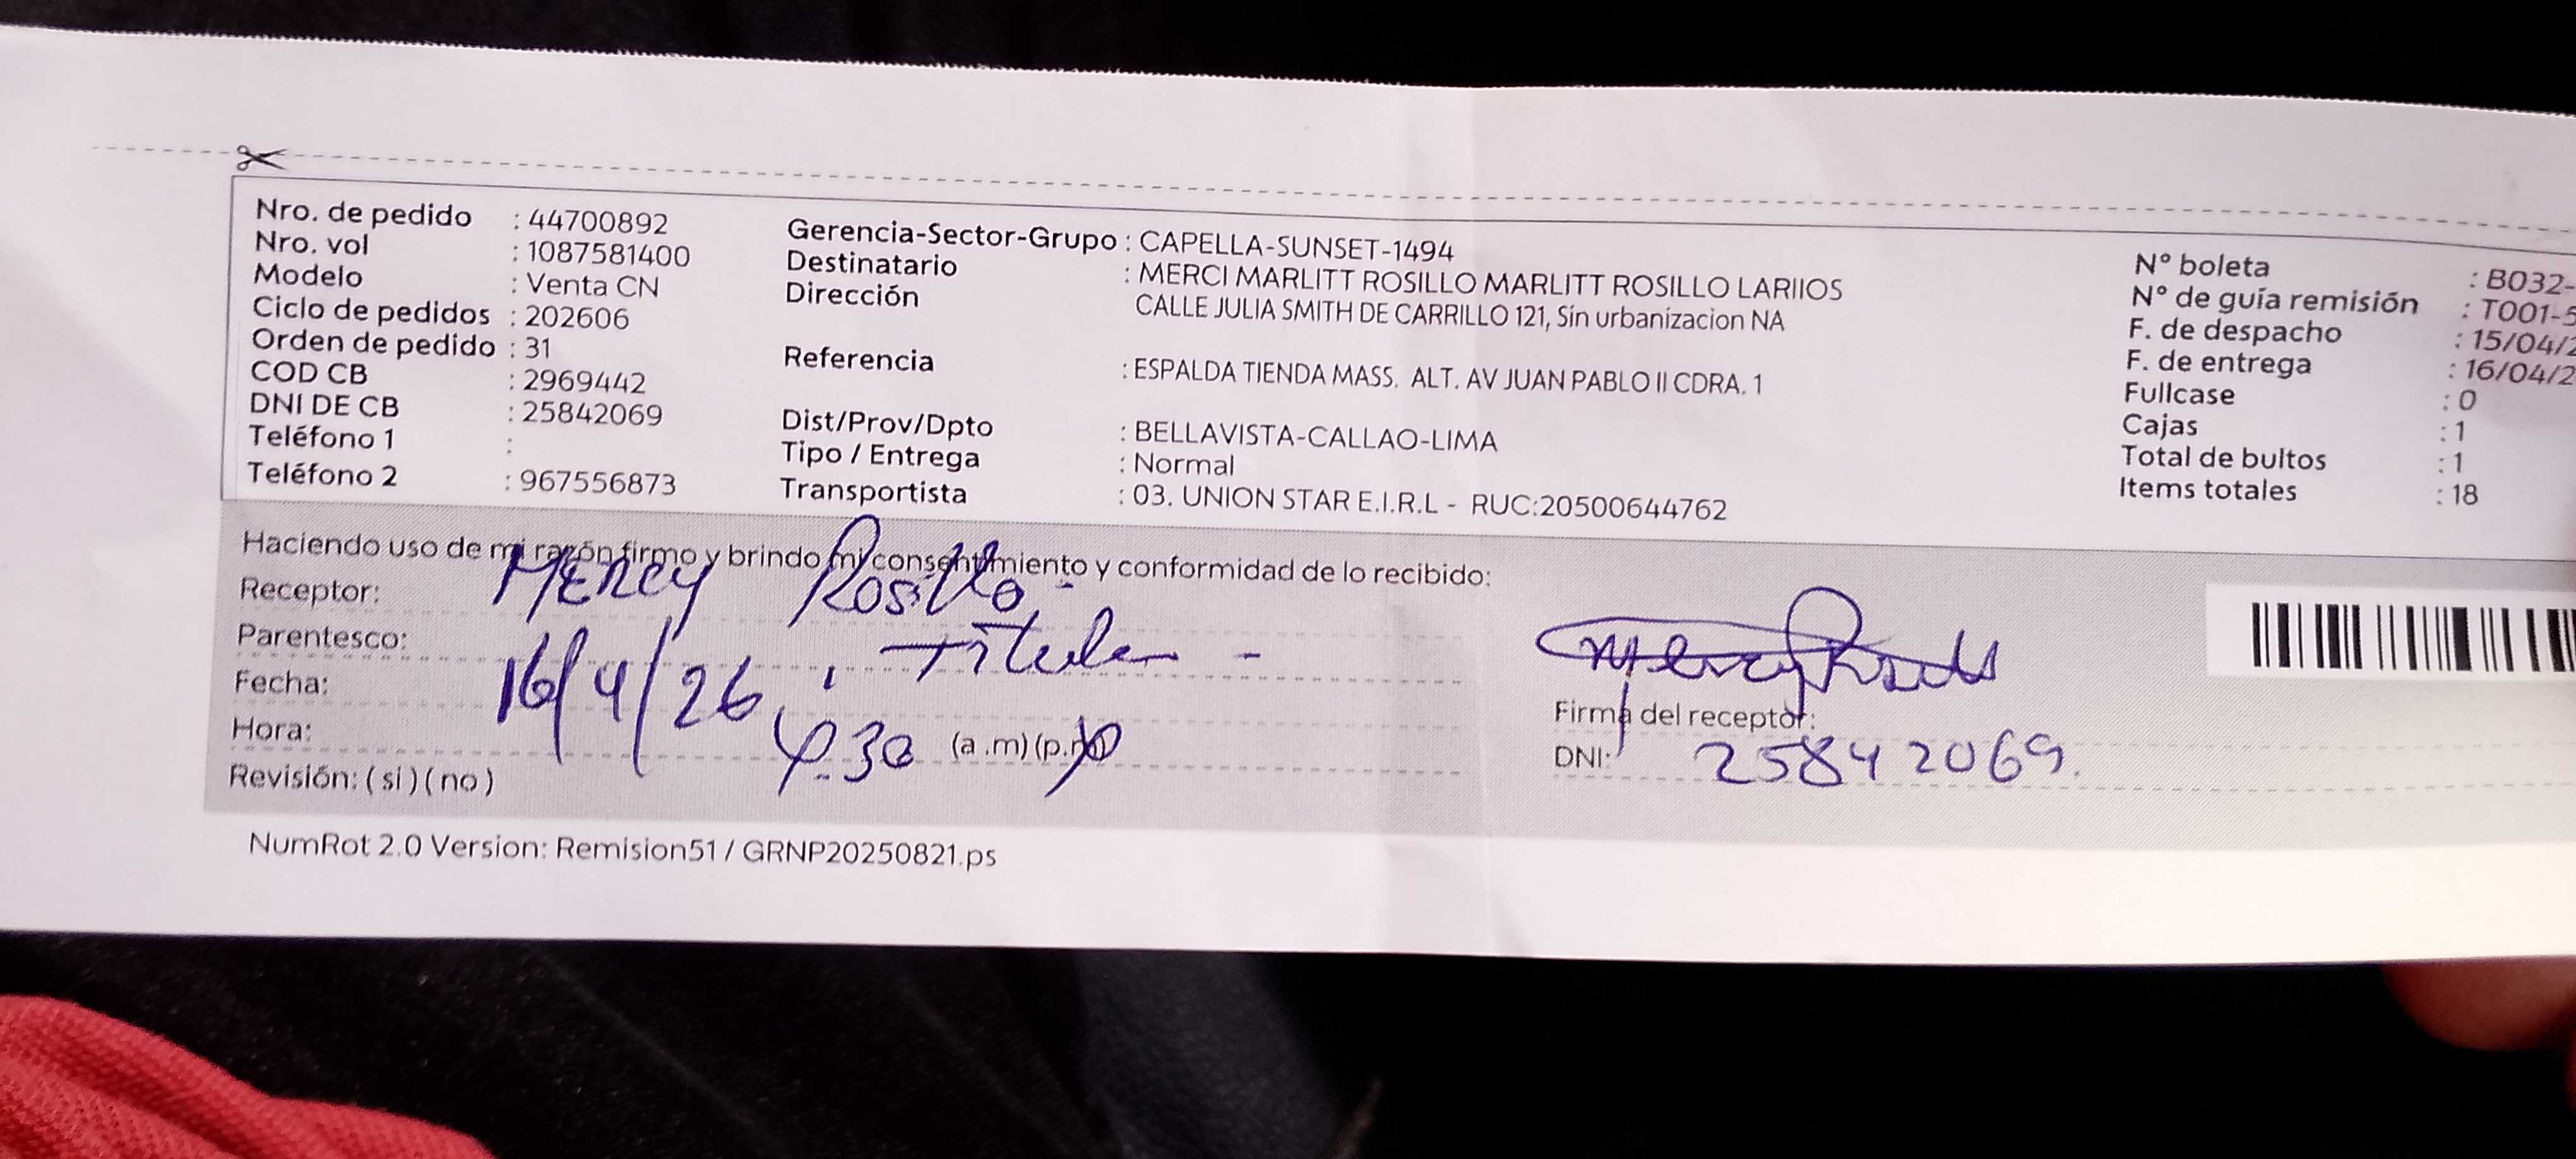 Nro. de pedido : 44700892
Nro. vol : 1087581400
Modelo : Venta CN
Ciclo de pedidos : 202606
Orden de pedido : 31
COD CB : 2969442
DNI DE CB : 25842069
Teléfono 1 :
Teléfono 2 : 967556873
Gerencia-Sector-Grupo : CAPELLA-SUNSET-1494
Destinatario : MERCI MARLITT ROSILLO MARLITT ROSILLO LARIIOS
Dirección CALLE JULIA SMITH DE CARRILLO 121, Sin urbanizacion NA
Referencia : ESPALDA TIENDA MASS. ALT. AV JUAN PABLO II CDRA. 1
Dist/Prov/Dpto : BELLAVISTA-CALLAO-LIMA
Tipo / Entrega : Normal
Transportista : 03. UNION STAR E.I.R.L - RUC:20500644762
N° boleta : B032-
N° de guía remisión : T001-5
F. de despacho : 15/04/2
F. de entrega : 16/04/2
Fullcase : 0
Cajas : 1
Total de bultos : 1
Items totales : 18
Haciendo uso de mi razón firmo y brindo mi consentimiento y conformidad de lo recibido:
Receptor: Mercy Rosillo -
Parentesco: Titular -
Fecha: 16/4/26
Hora: 4.30 (a .m) (p.m)
Revisión: ( si ) ( no )
Mercy Rosillo
Firma del receptor:
DNI: 25842069.
NumRot 2.0 Version: Remision51 / GRNP20250821.ps